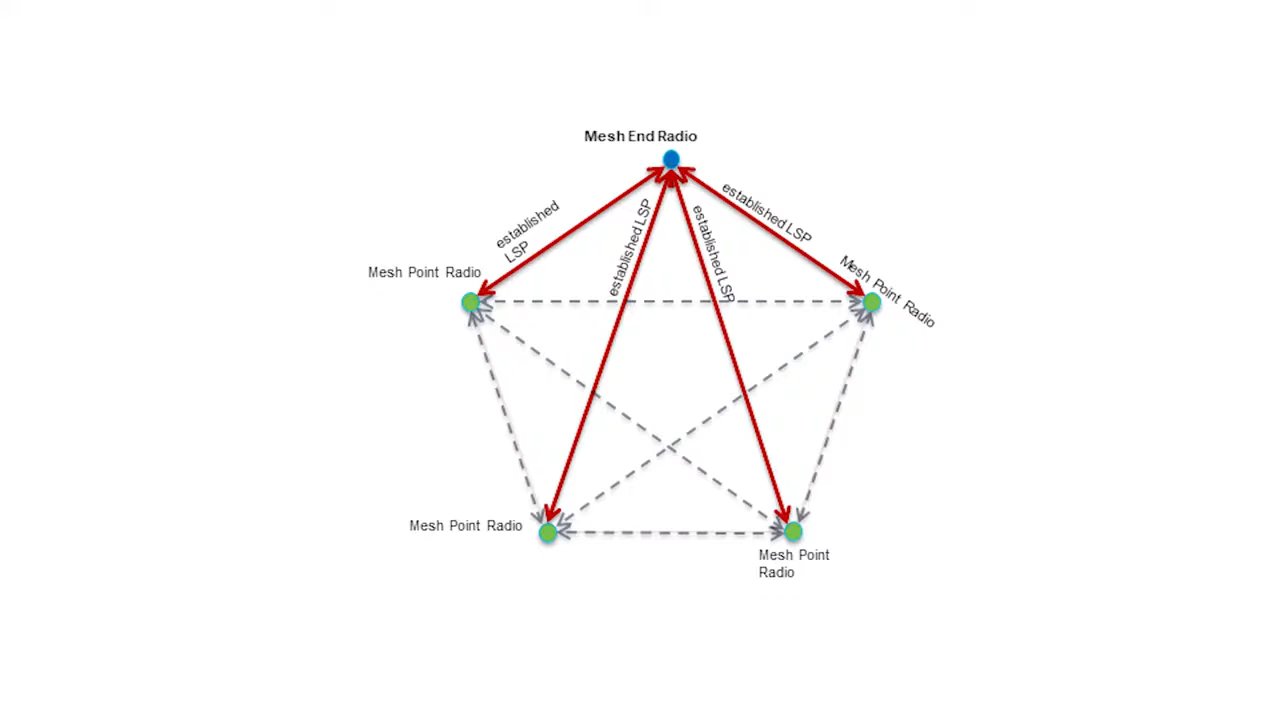 Mesh End Radio
established
LSP
established LSP
established LSP
established LSP
Mesh Point Radio
Mesh Point Radio
Mesh Point Radio
Mesh Point
Radio